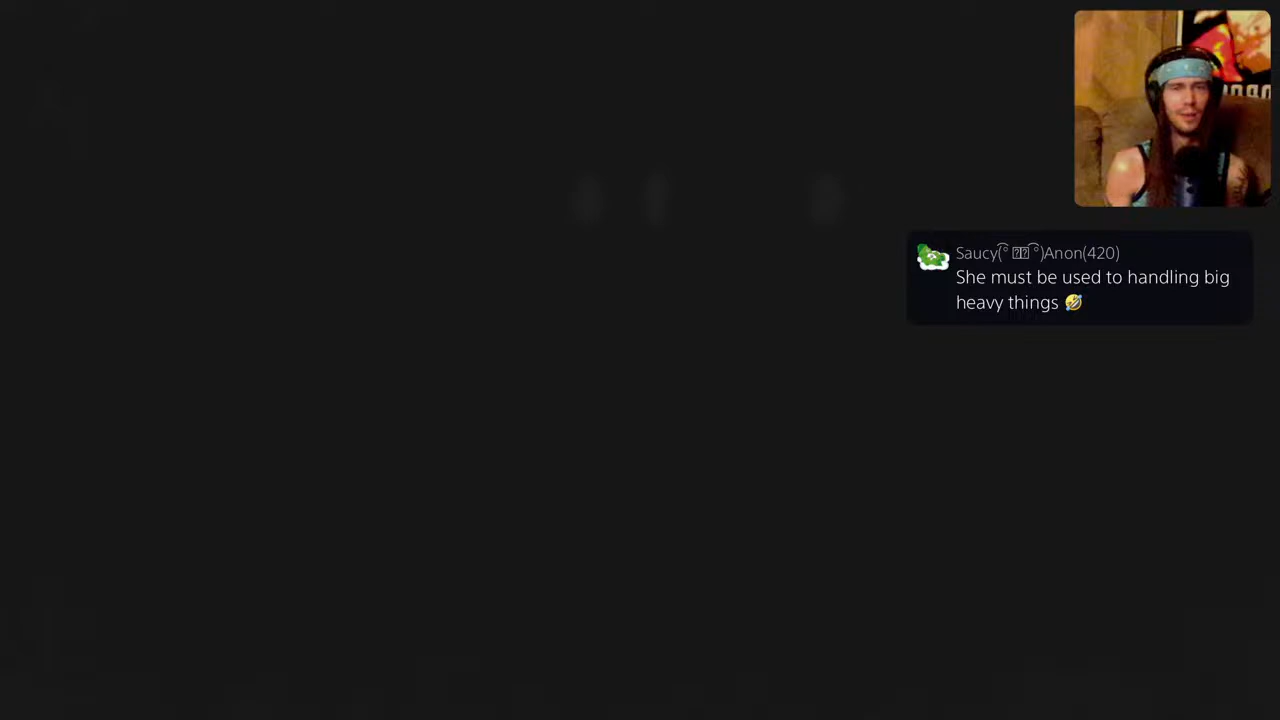 Saucy(͡° ͜ʖ ͡°)Anon(420)
She must be used to handling big
heavy things 🤣